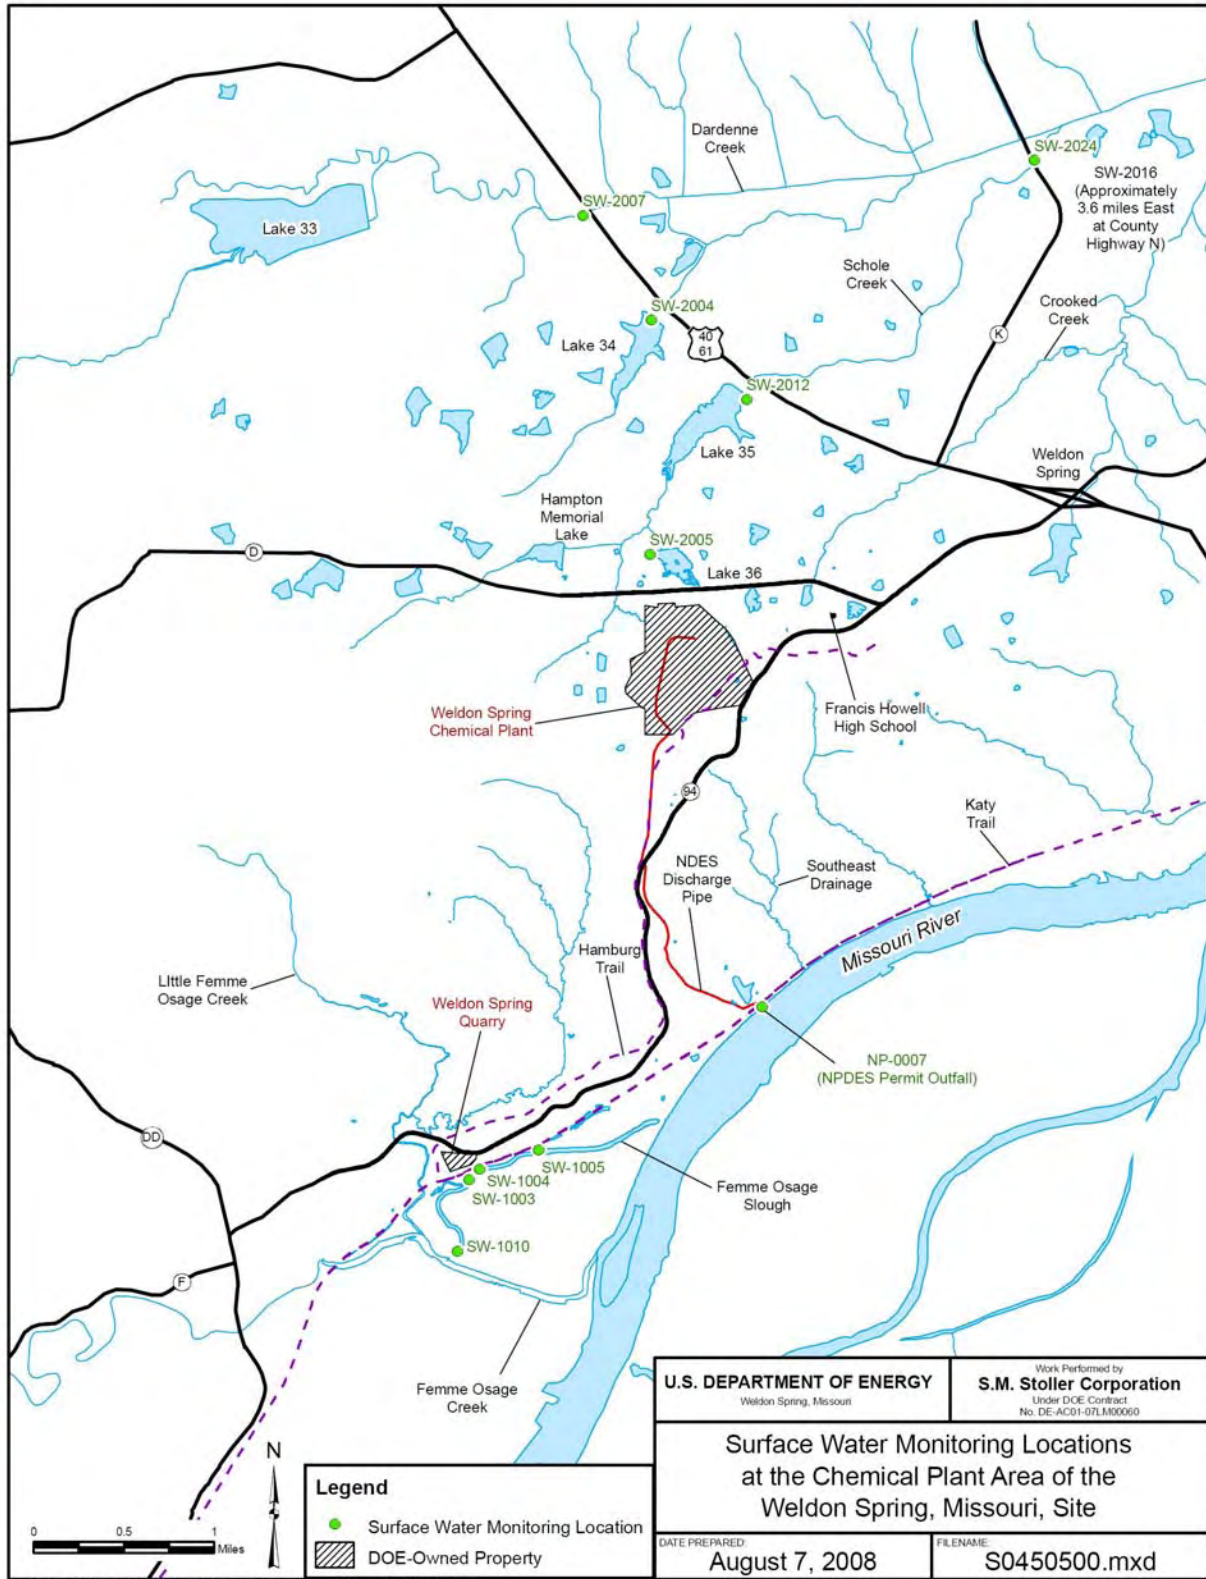 Dardenne
Creek
SW-2024
SW-2016
(Approximately
3.6 miles East
at County
Highway N)
SW-2007
Lake 33
Schole
Creek
Crooked
Creek
SW-2004
Lake 34
40
61
K
SW-2012
Lake 35
Weldon
Spring
Hampton
Memorial
Lake
D
SW-2005
Lake 36
Weldon Spring
Chemical Plant
Francis Howell
High School
94
Katy
Trail
NDES
Discharge
Pipe
Southeast
Drainage
Missouri River
Hamburg
Trail
LIttle Femme
Osage Creek
Weldon Spring
Quarry
NP-0007
(NPDES Permit Outfall)
DD
SW-1005
SW-1004
SW-1003
Femme Osage
Slough
SW-1010
F
Femme Osage
Creek
N
0 0.5 1
Miles
Legend
Surface Water Monitoring Location
DOE-Owned Property
U.S. DEPARTMENT OF ENERGY
Weldon Spring, Missouri
Work Performed by
S.M. Stoller Corporation
Under DOE Contract
No. DE-AC01-07LM00060
Surface Water Monitoring Locations
at the Chemical Plant Area of the
Weldon Spring, Missouri, Site
DATE PREPARED:
August 7, 2008
FILENAME:
S0450500.mxd